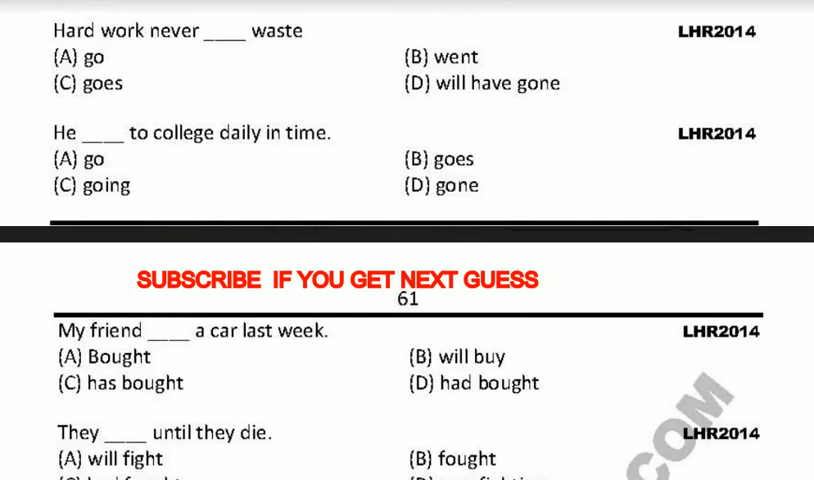 Hard work never ____ waste LHR2014
(A) go (B) went
(C) goes (D) will have gone
He ____ to college daily in time. LHR2014
(A) go (B) goes
(C) going (D) gone
SUBSCRIBE IF YOU GET NEXT GUESS
61
My friend ____ a car last week. LHR2014
(A) Bought (B) will buy
(C) has bought (D) had bought
They ____ until they die. LHR2014
(A) will fight (B) fought
COM